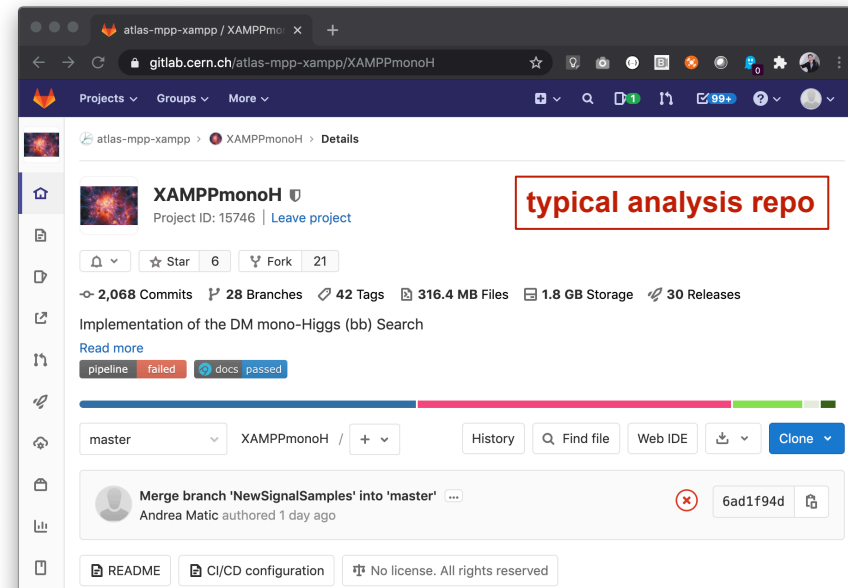 atlas-mpp-xampp / XAMPPmo
gitlab.cern.ch/atlas-mpp-xampp/XAMPPmonoH
0
Projects Groups More 1 99+
atlas-mpp-xampp > XAMPPmonoH > Details
XAMPPmonoH
Project ID: 15746 | Leave project
typical analysis repo
Star 6 Fork 21
2,068 Commits 28 Branches 42 Tags 316.4 MB Files 1.8 GB Storage 30 Releases
Implementation of the DM mono-Higgs (bb) Search
Read more
pipeline failed docs passed
master XAMPPmonoH / + History Find file Web IDE Clone
Merge branch 'NewSignalSamples' into 'master' ...
Andrea Matic authored 1 day ago
6ad1f94d
README CI/CD configuration No license. All rights reserved